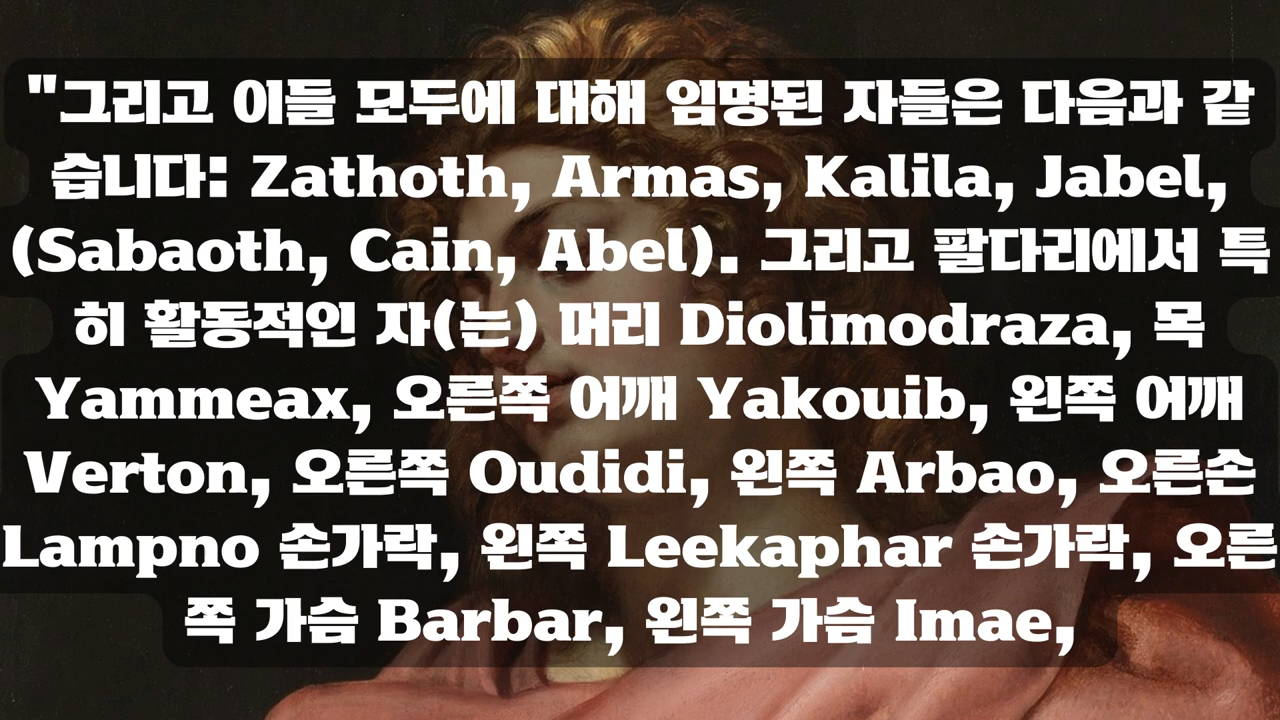 "그리고 이들 모두에 대해 임명된 자들은 다음과 같
습니다: Zathoth, Armas, Kalila, Jabel,
(Sabaoth, Cain, Abel). 그리고 팔다리에서 특
히 활동적인 자(는) 머리 Diolimodraza, 목
Yammeax, 오른쪽 어깨 Yakouib, 왼쪽 어깨
Verton, 오른쪽 Oudidi, 왼쪽 Arbao, 오른손
Lampno 손가락, 왼쪽 Leekaphar 손가락, 오른
쪽 가슴 Barbar, 왼쪽 가슴 Imae,